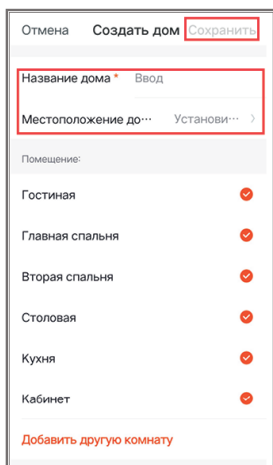 Отмена Создать дом Сохранить
Название дома * Ввод
Местоположение до··· Установи··· >
Помещение:
Гостиная
Главная спальня
Вторая спальня
Столовая
Кухня
Кабинет
Добавить другую комнату